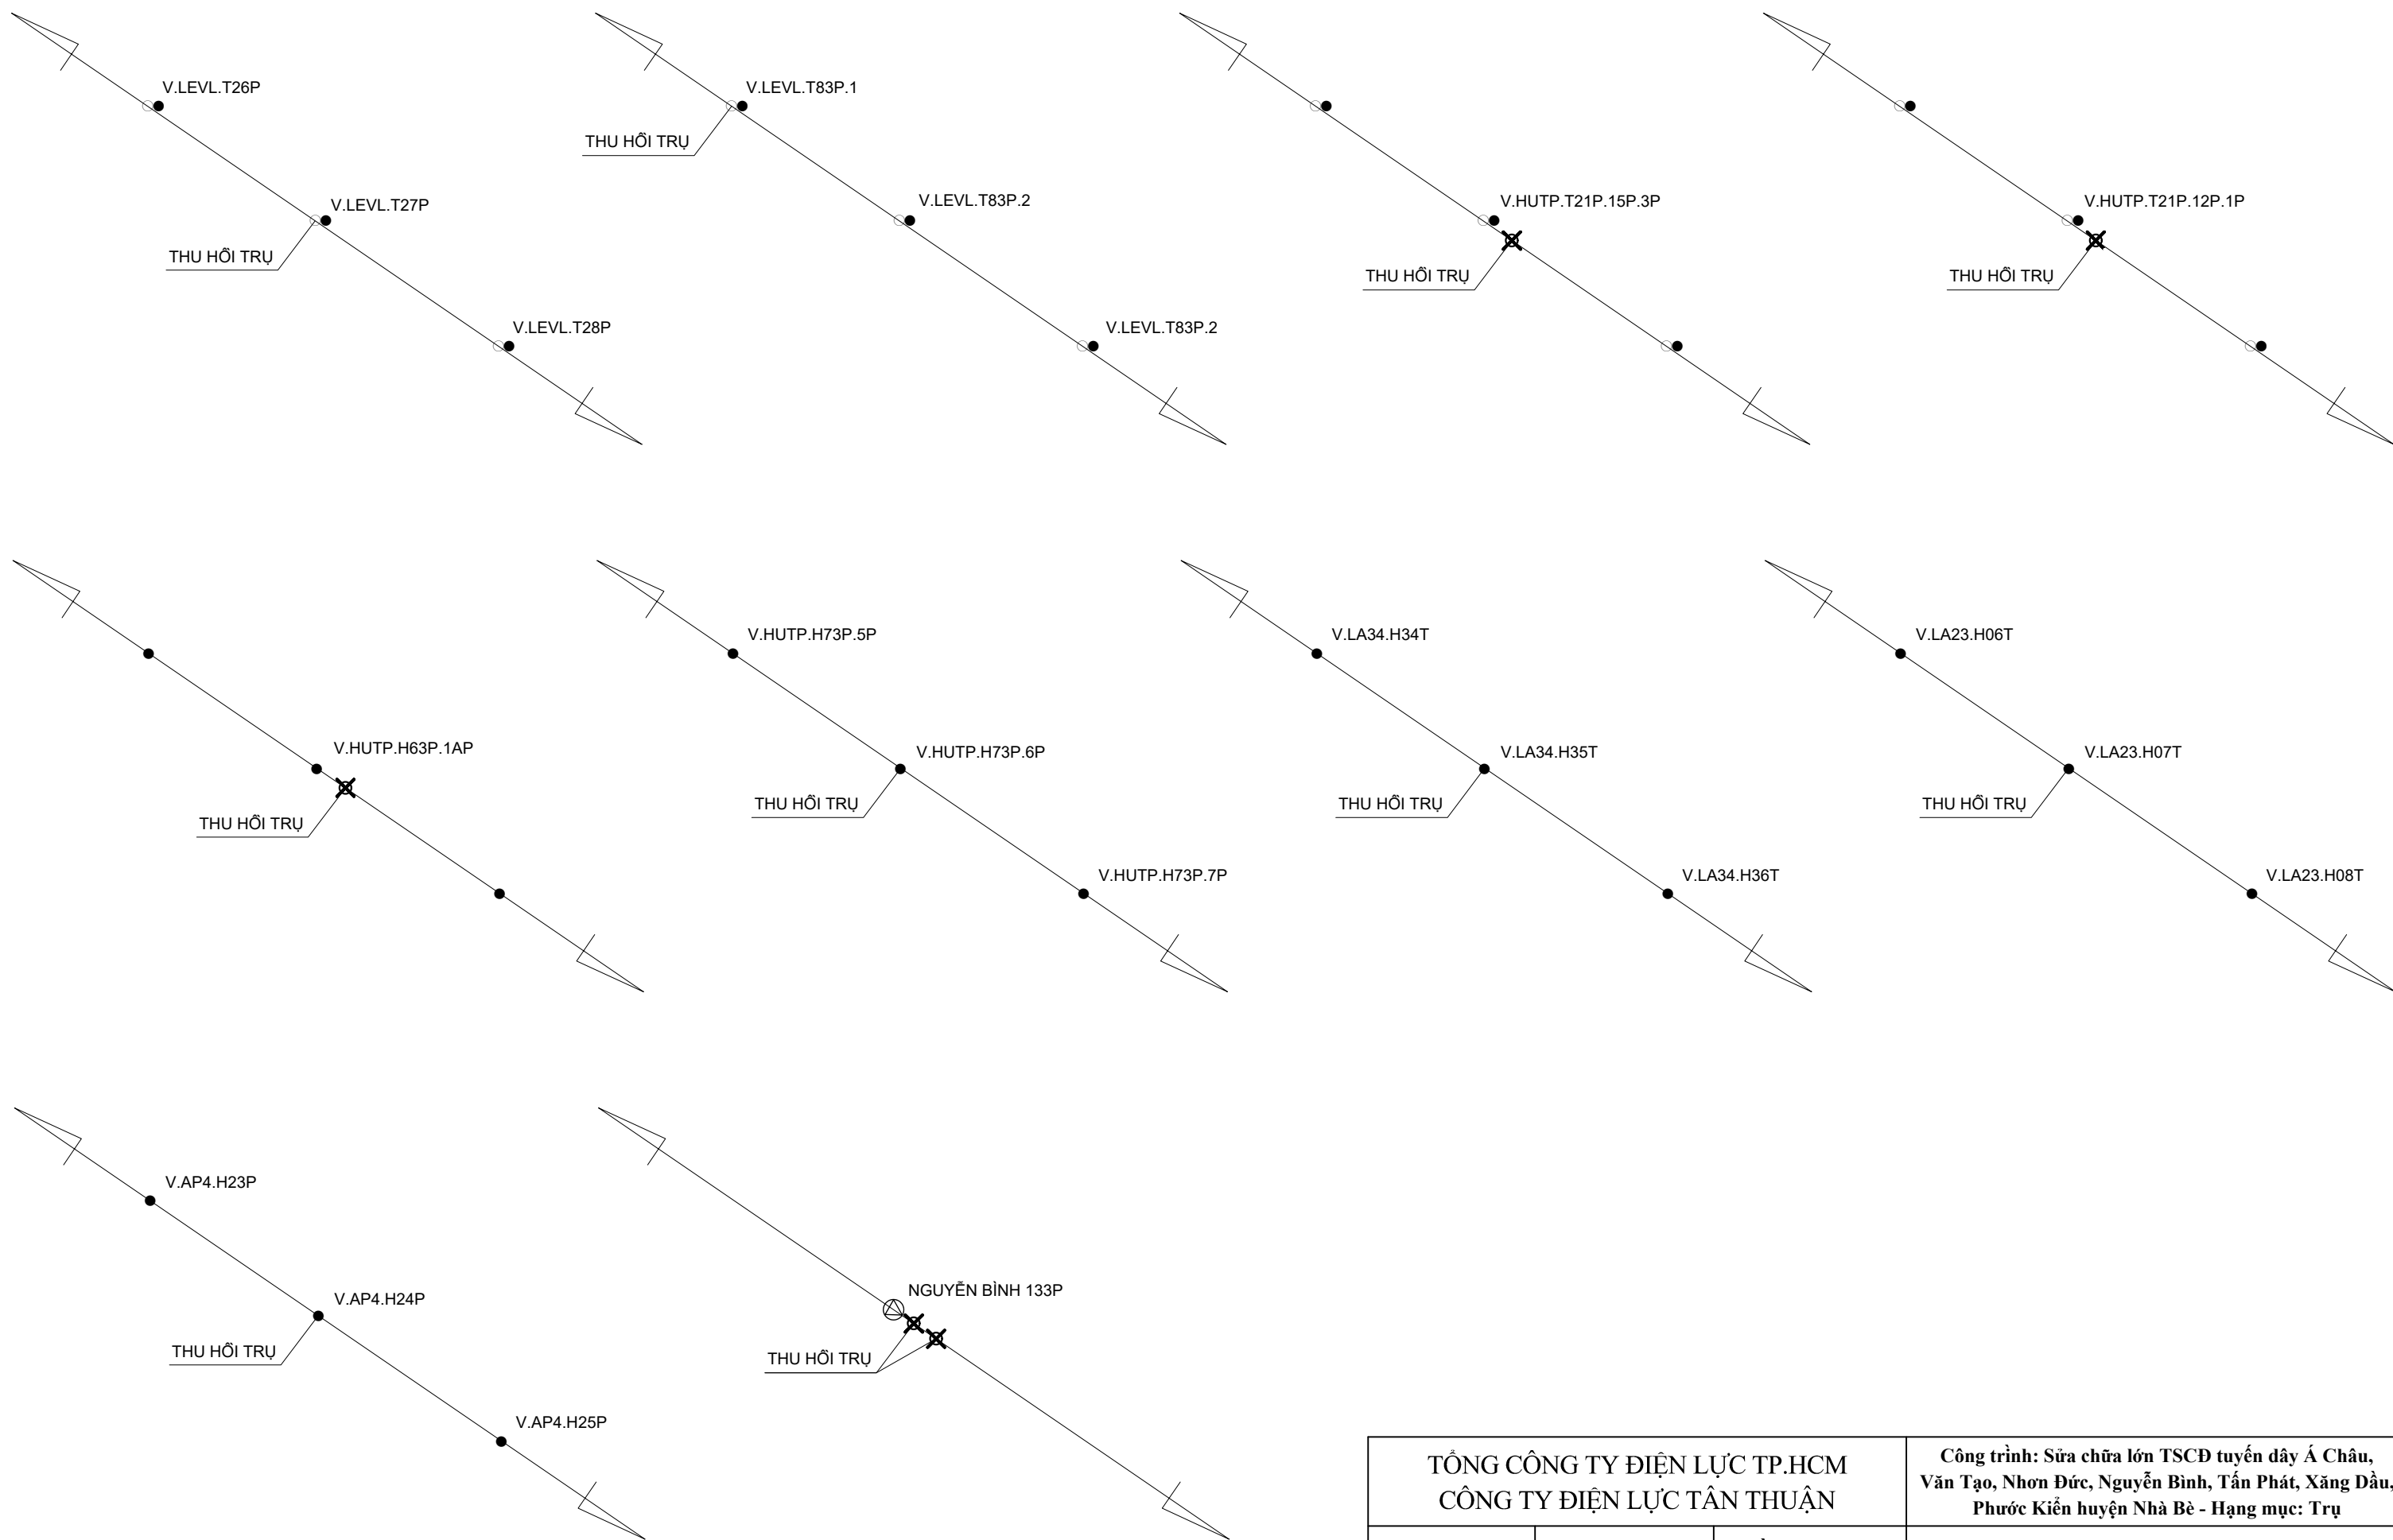 V.LEVL.T26P
V.LEVL.T27P
THU HỒI TRỤ
V.LEVL.T28P
V.LEVL.T83P.1
THU HỒI TRỤ
V.LEVL.T83P.2
V.LEVL.T83P.2
V.HUTP.T21P.15P.3P
THU HỒI TRỤ
V.HUTP.T21P.12P.1P
THU HỒI TRỤ
V.HUTP.H63P.1AP
THU HỒI TRỤ
V.HUTP.H73P.5P
V.HUTP.H73P.6P
THU HỒI TRỤ
V.HUTP.H73P.7P
V.LA34.H34T
V.LA34.H35T
THU HỒI TRỤ
V.LA34.H36T
V.LA23.H06T
V.LA23.H07T
THU HỒI TRỤ
V.LA23.H08T
V.AP4.H23P
V.AP4.H24P
THU HỒI TRỤ
V.AP4.H25P
NGUYỄN BÌNH 133P
THU HỒI TRỤ
TỔNG CÔNG TY ĐIỆN LỰC TP.HCM
CÔNG TY ĐIỆN LỰC TÂN THUẬN
Công trình: Sửa chữa lớn TSCĐ tuyến dây Á Châu,
Văn Tạo, Nhơn Đức, Nguyễn Bình, Tấn Phát, Xăng Dầu,
Phước Kiển huyện Nhà Bè - Hạng mục: Trụ